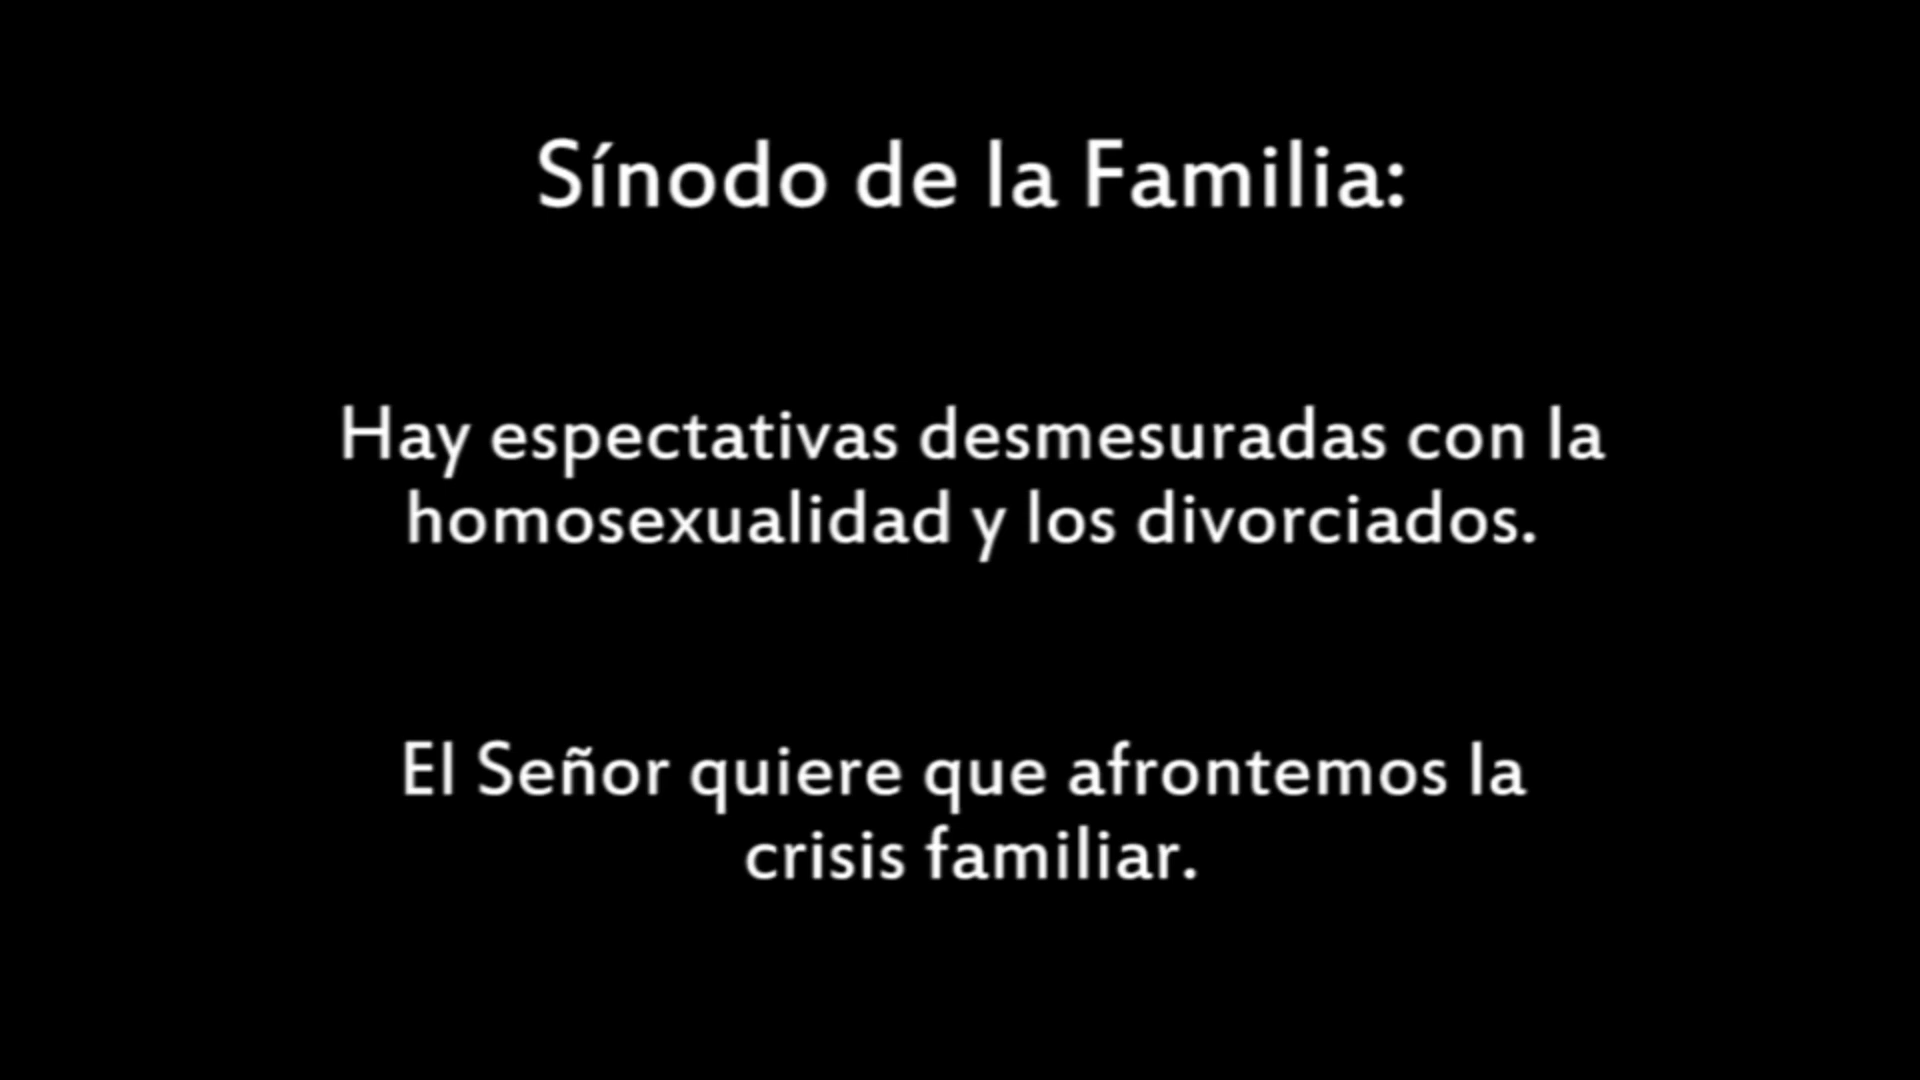 Sínodo de la Familia:
Hay espectativas desmesuradas con la
homosexualidad y los divorciados.
El Señor quiere que afrontemos la
crisis familiar.